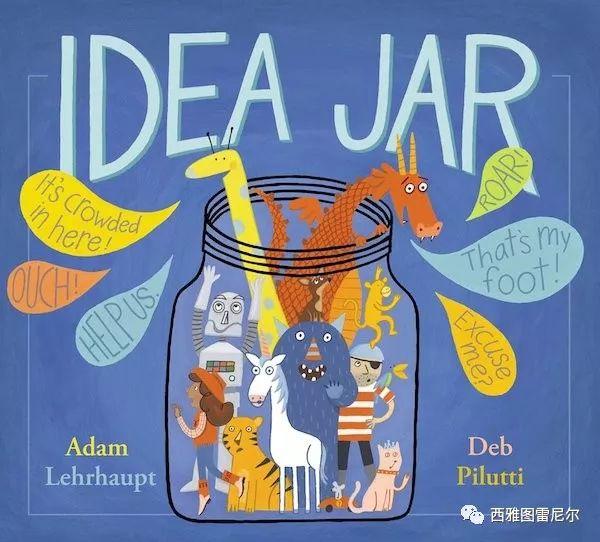 IDEA JAR
It's crowded
in here!
OUCH!
HELP US.
ROAR!
That's my
foot!
EXCUSE
me?
Adam
Lehrhaupt
Deb
Pilutti
西雅图雷尼尔